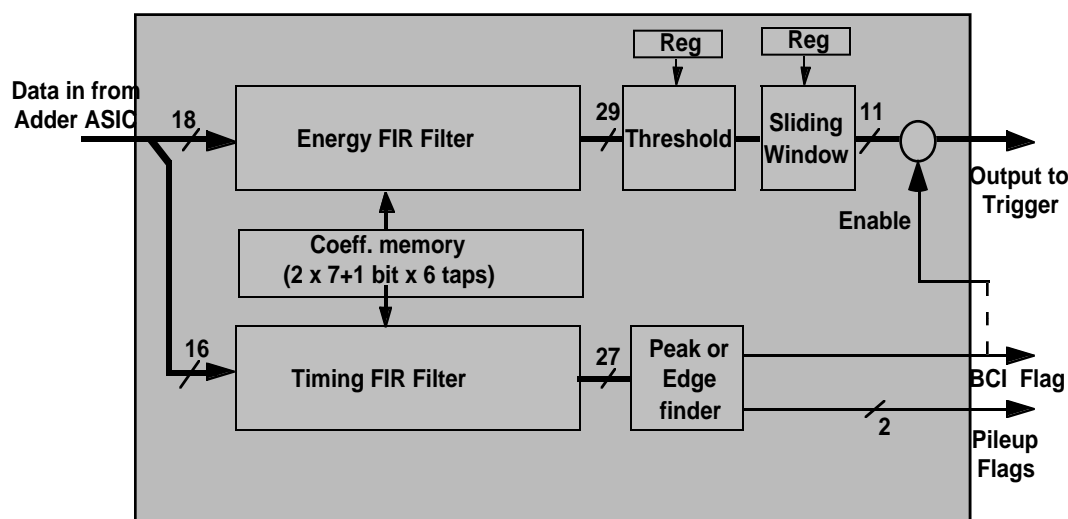 Reg
Reg
Data in from
Adder ASIC
18
Energy FIR Filter
29
Threshold
Sliding
Window
11
Output to
Trigger
Enable
Coeff. memory
(2 x 7+1 bit x 6 taps)
16
Timing FIR Filter
27
Peak or
Edge
finder
BCI Flag
2
Pileup
Flags